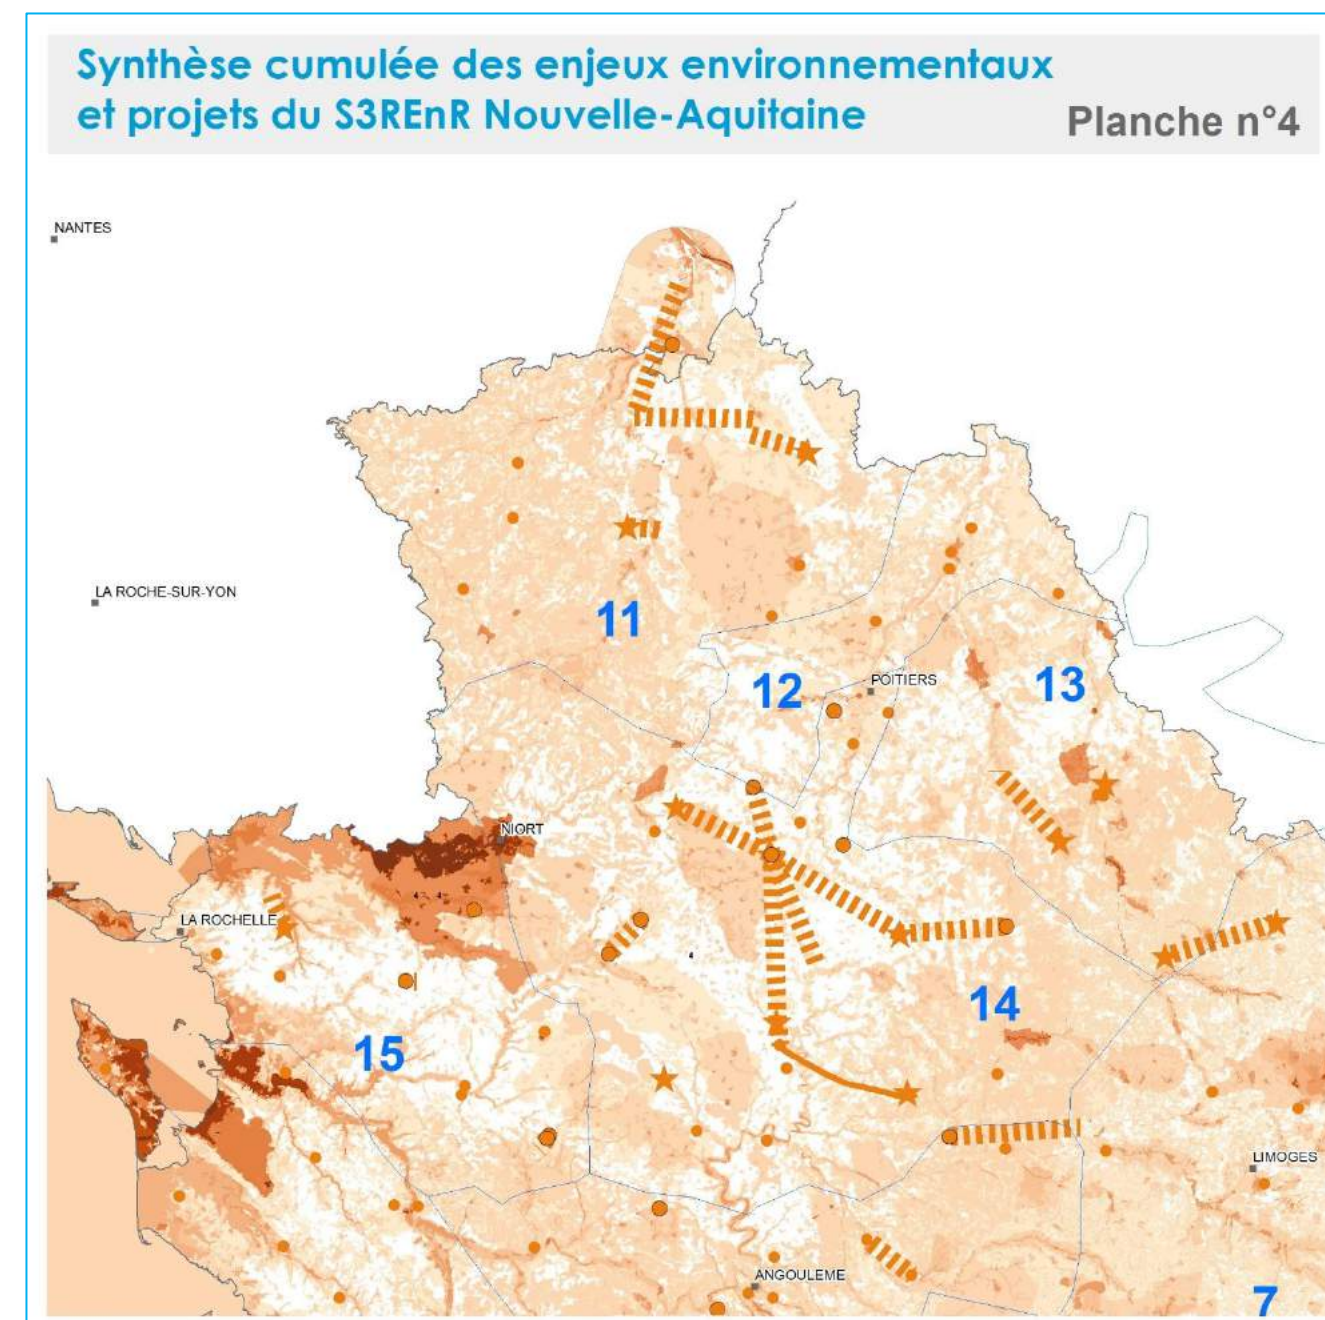 Synthèse cumulée des enjeux environnementaux
et projets du S3REnR Nouvelle-Aquitaine
Planche n°4
NANTES
LA ROCHE-SUR-YON
11
12
POITIERS
13
NIORT
LA ROCHELLE
14
15
LIMOGES
ANGOULEME
7